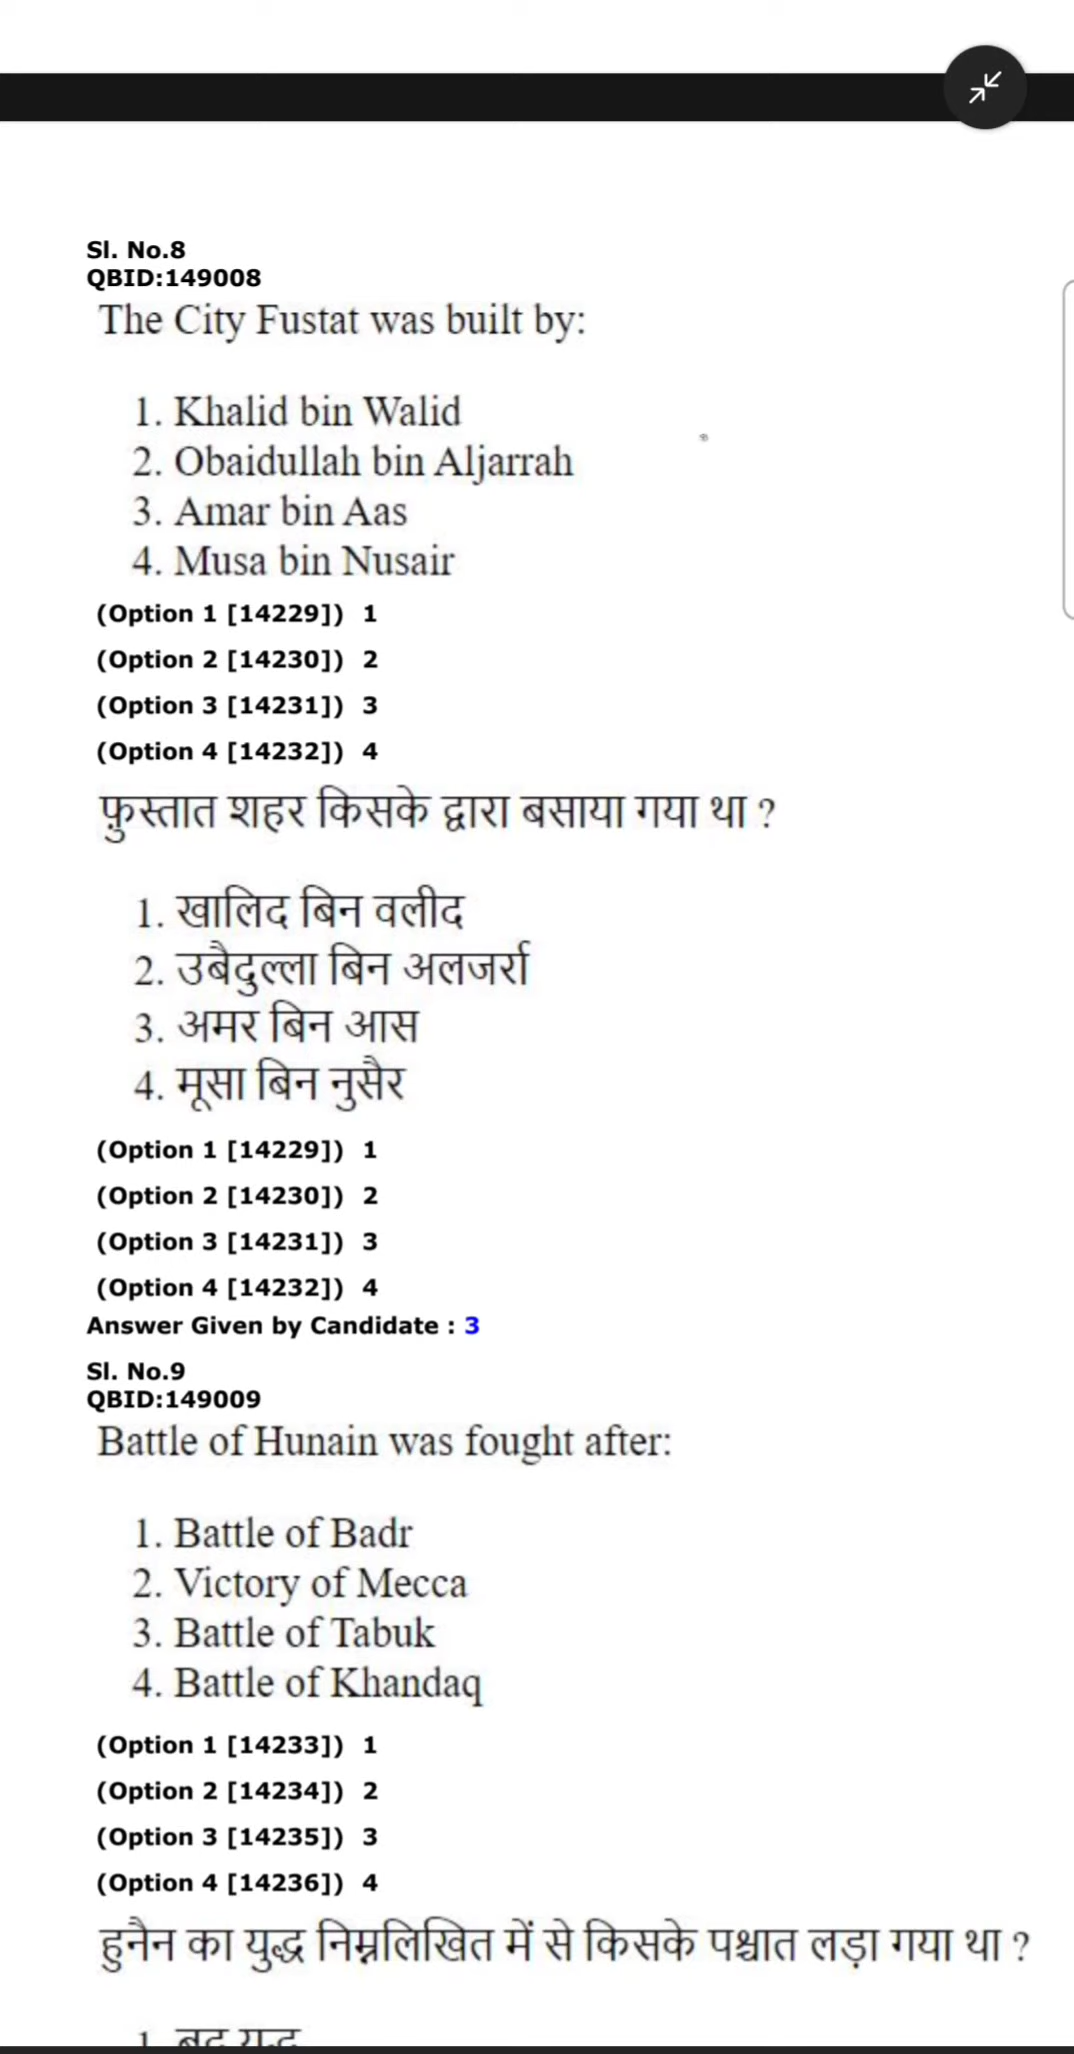 Sl. No.8
QBID:149008
The City Fustat was built by:
1. Khalid bin Walid
2. Obaidullah bin Aljarrah
3. Amar bin Aas
4. Musa bin Nusair
(Option 1 [14229]) 1
(Option 2 [14230]) 2
(Option 3 [14231]) 3
(Option 4 [14232]) 4
फ़ुस्तात शहर किसके द्वारा बसाया गया था ?
1. खालिद बिन वलीद
2. उबैदुल्ला बिन अलजर्रा
3. अमर बिन आस
4. मूसा बिन नुसैर
(Option 1 [14229]) 1
(Option 2 [14230]) 2
(Option 3 [14231]) 3
(Option 4 [14232]) 4
Answer Given by Candidate : 3
Sl. No.9
QBID:149009
Battle of Hunain was fought after:
1. Battle of Badr
2. Victory of Mecca
3. Battle of Tabuk
4. Battle of Khandaq
(Option 1 [14233]) 1
(Option 2 [14234]) 2
(Option 3 [14235]) 3
(Option 4 [14236]) 4
हुनैन का युद्ध निम्नलिखित में से किसके पश्चात लड़ा गया था ?
1